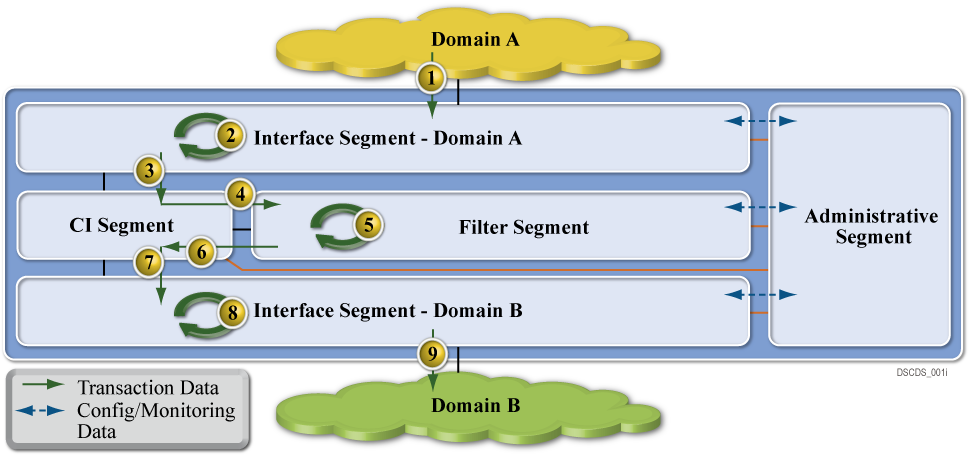 Domain A
1
2
Interface Segment - Domain A
3
4
CI Segment
5
Filter Segment
Administrative
Segment
6
7
8
Interface Segment - Domain B
9
DSCDS_001i
Transaction Data
Config/Monitoring
Data
Domain B